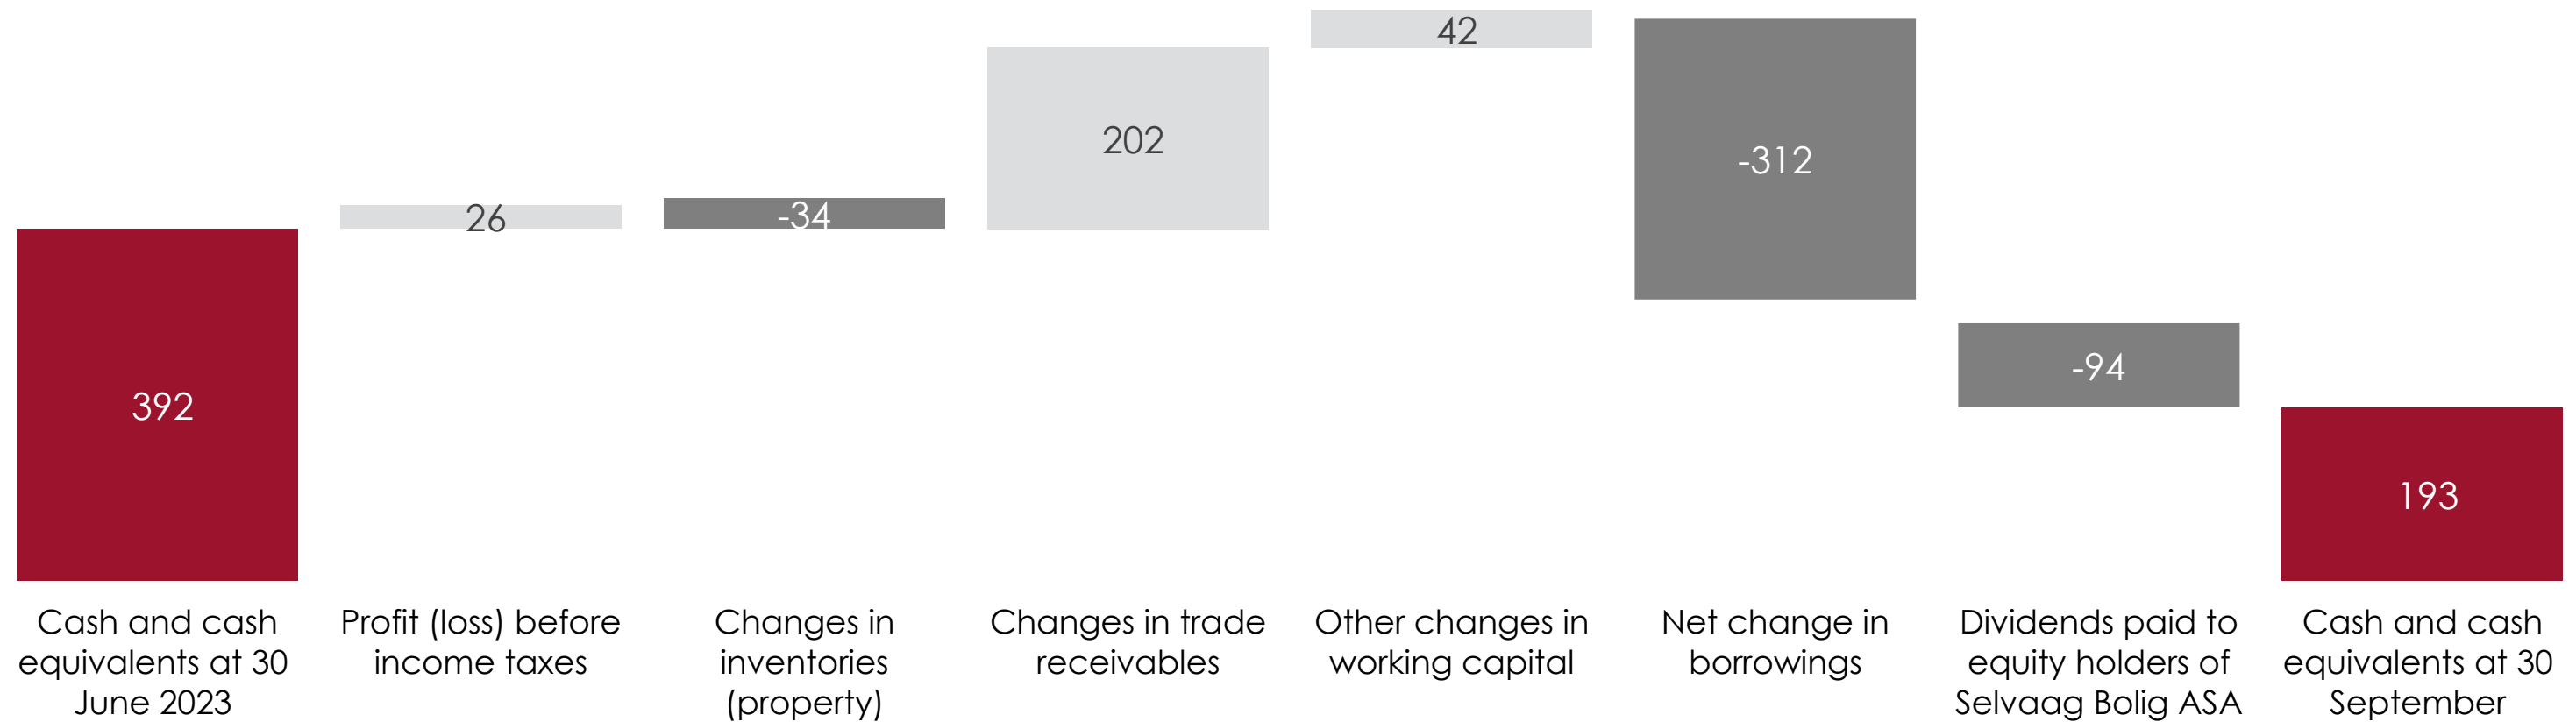 42
202
-312
26
-34
-94
392
193
Cash and cash
equivalents at 30
June 2023
Profit (loss) before
income taxes
Changes in
inventories
(property)
Changes in trade
receivables
Other changes in
working capital
Net change in
borrowings
Dividends paid to
equity holders of
Selvaag Bolig ASA
Cash and cash
equivalents at 30
September